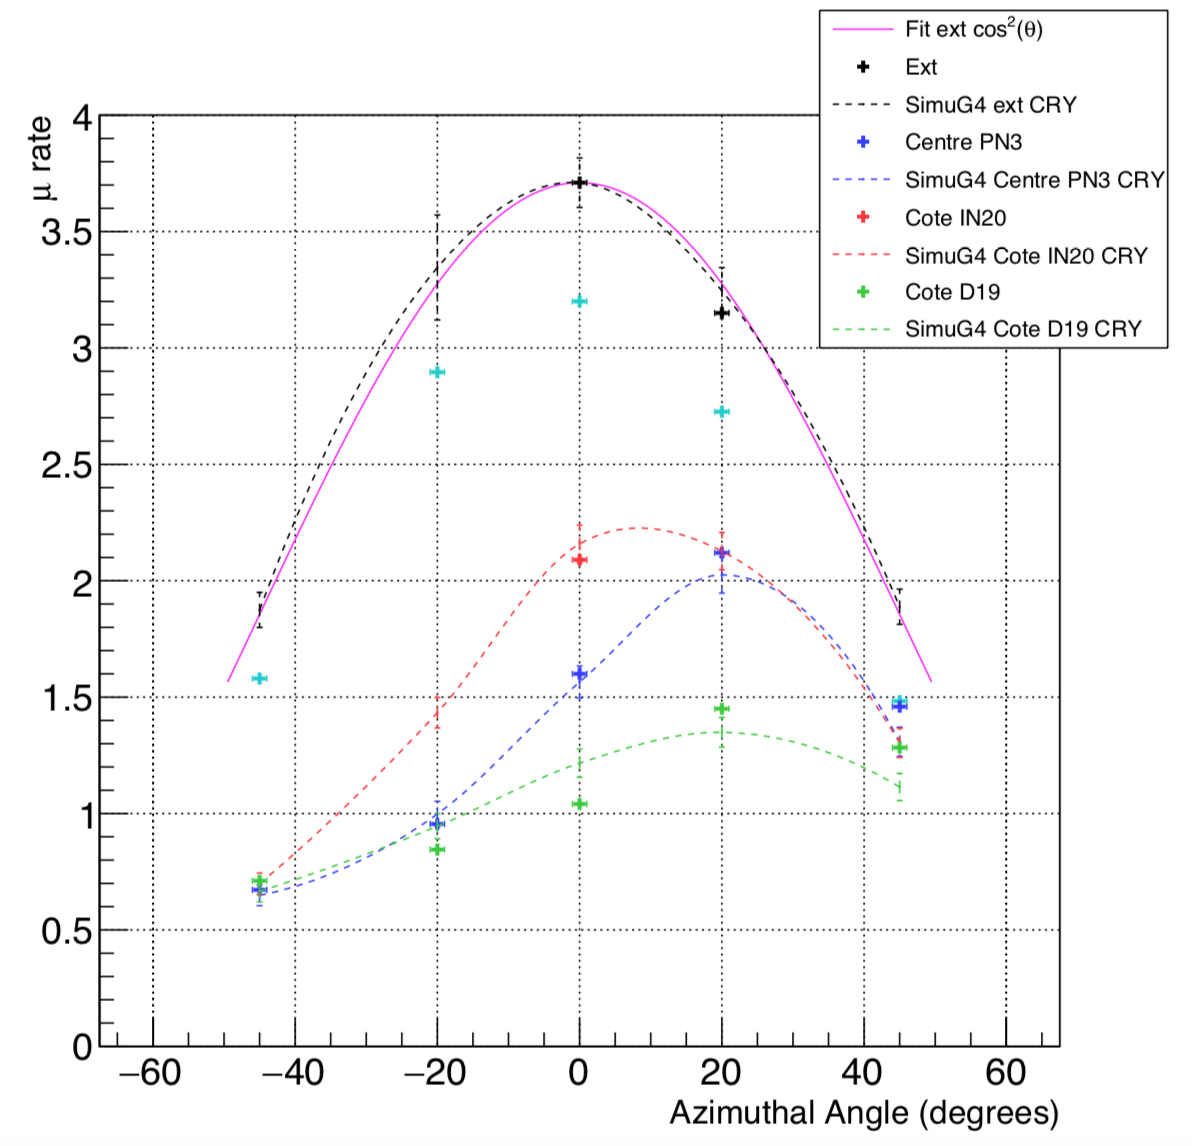 Fit ext cos²(θ)
Ext
SimuG4 ext CRY
Centre PN3
SimuG4 Centre PN3 CRY
Cote IN20
SimuG4 Cote IN20 CRY
Cote D19
SimuG4 Cote D19 CRY
μ rate
4
3.5
3
2.5
2
1.5
1
0.5
0
−60 −40 −20 0 20 40 60
Azimuthal Angle (degrees)